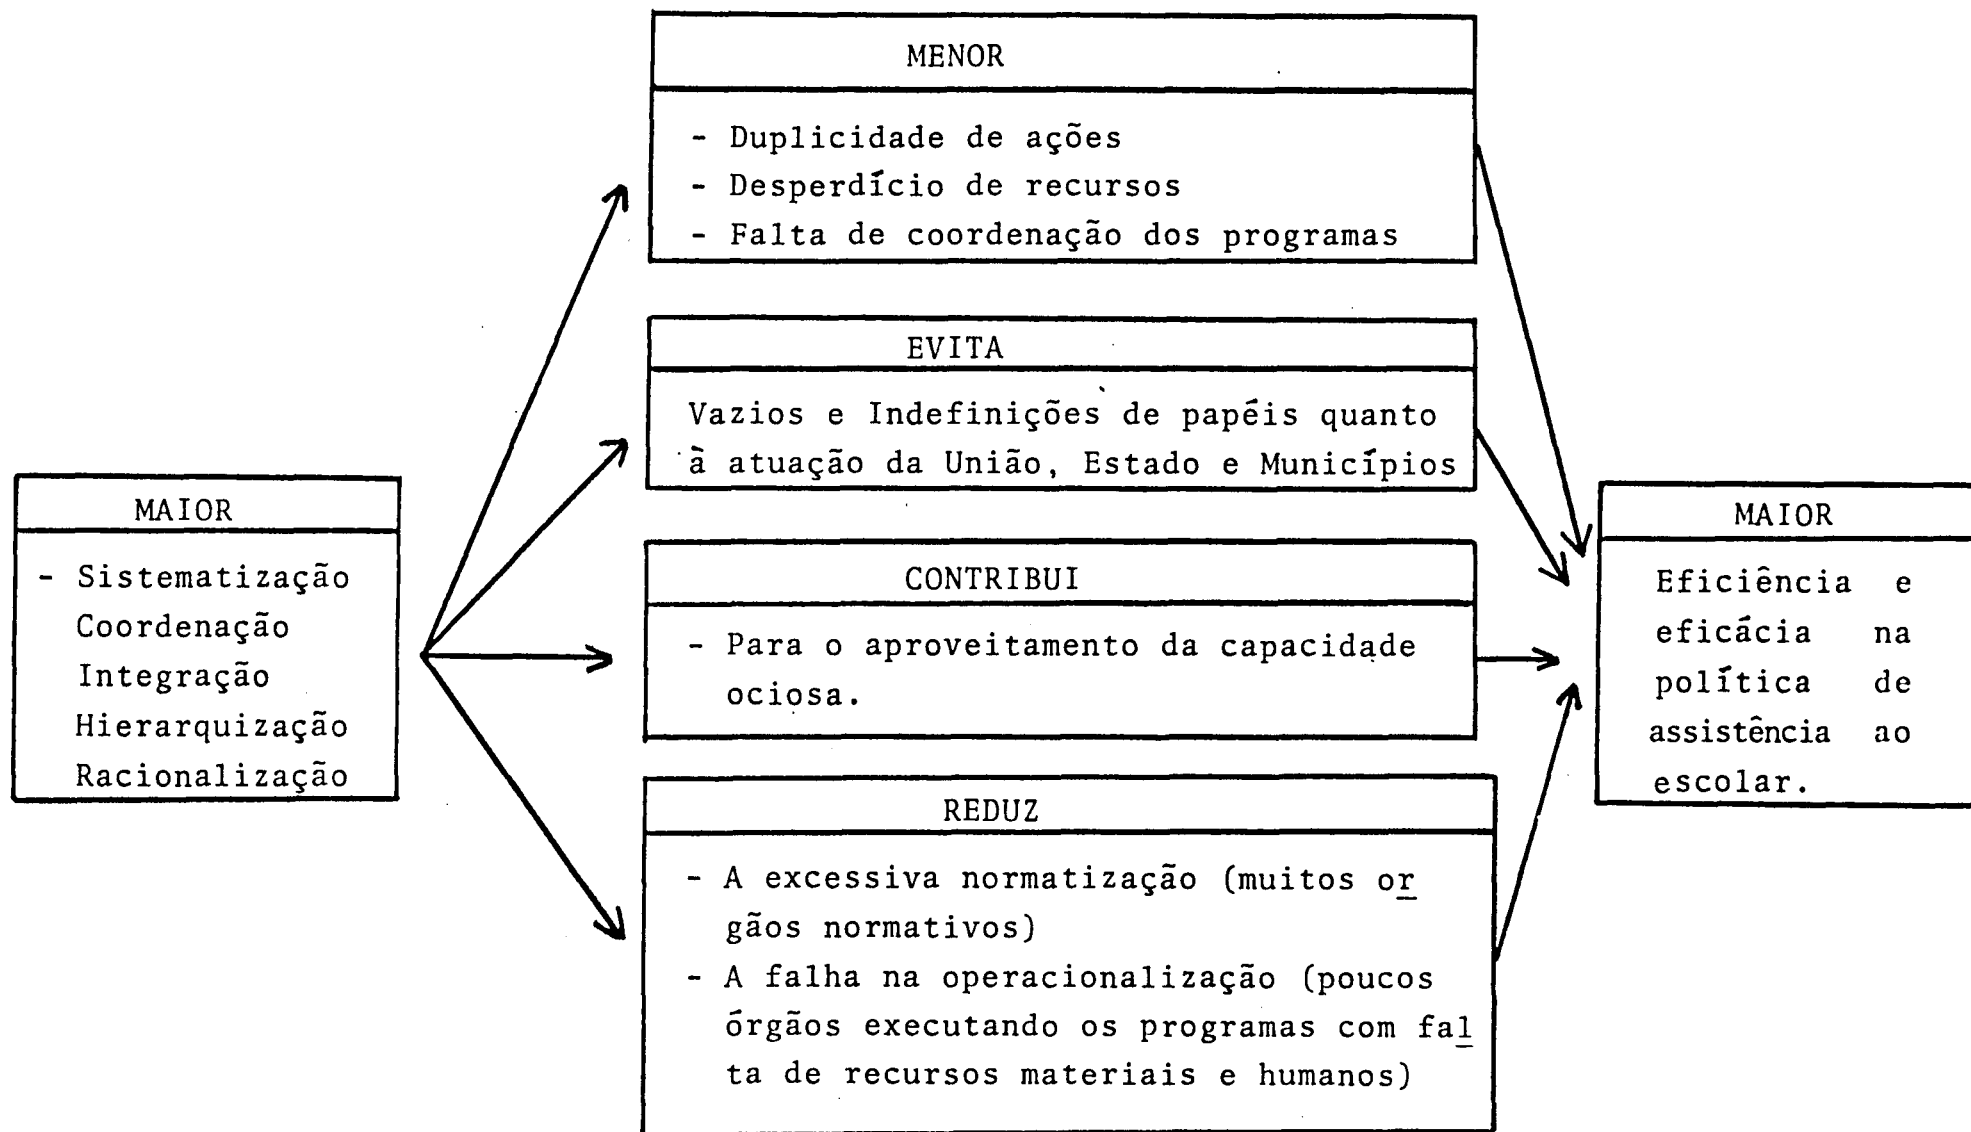 MAIOR
- Sistematização
Coordenação
Integração
Hierarquização
Racionalização
MENOR
- Duplicidade de ações
- Desperdício de recursos
- Falta de coordenação dos programas
EVITA
Vazios e Indefinições de papéis quanto
à atuação da União, Estado e Municípios
CONTRIBUI
- Para o aproveitamento da capacidade
ociosa.
REDUZ
- A excessiva normatização (muitos or
gãos normativos)
- A falha na operacionalização (poucos
órgãos executando os programas com fal
ta de recursos materiais e humanos)
MAIOR
Eficiência e
eficácia na
política de
assistência ao
escolar.